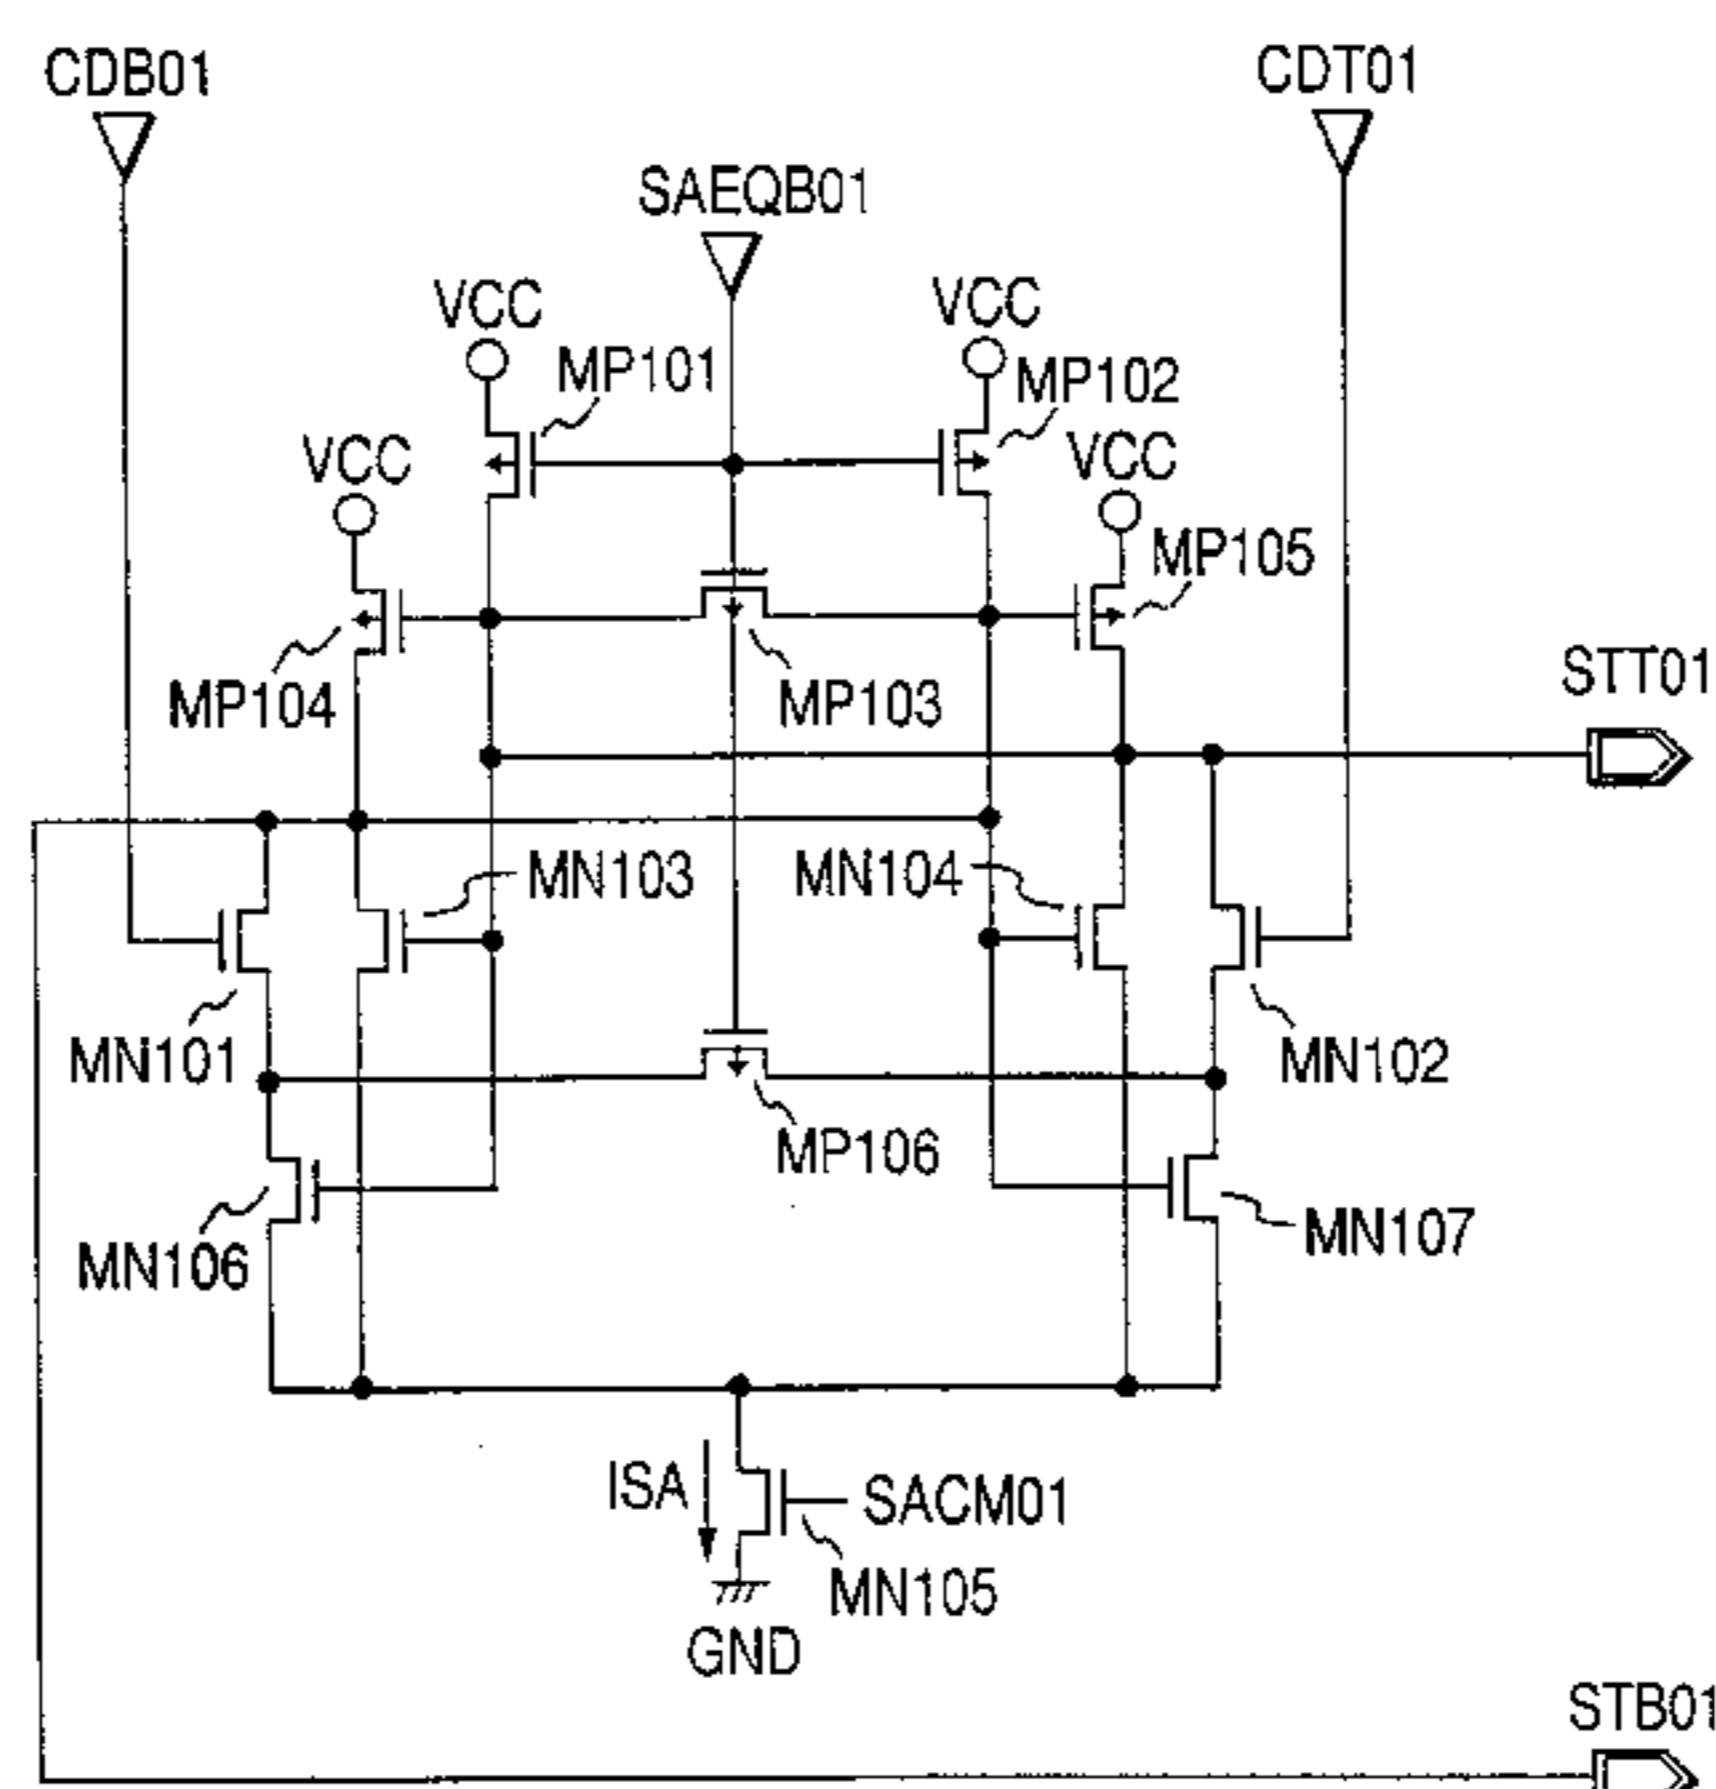 CDB01
CDT01
SAEQB01
VCC
VCC
MP101
MP102
VCC
VCC
MP105
MP104
MP103
STT01
MN103
MN104
MN101
MN102
MP106
MN106
MN107
ISA
SACM01
MN105
GND
STB01